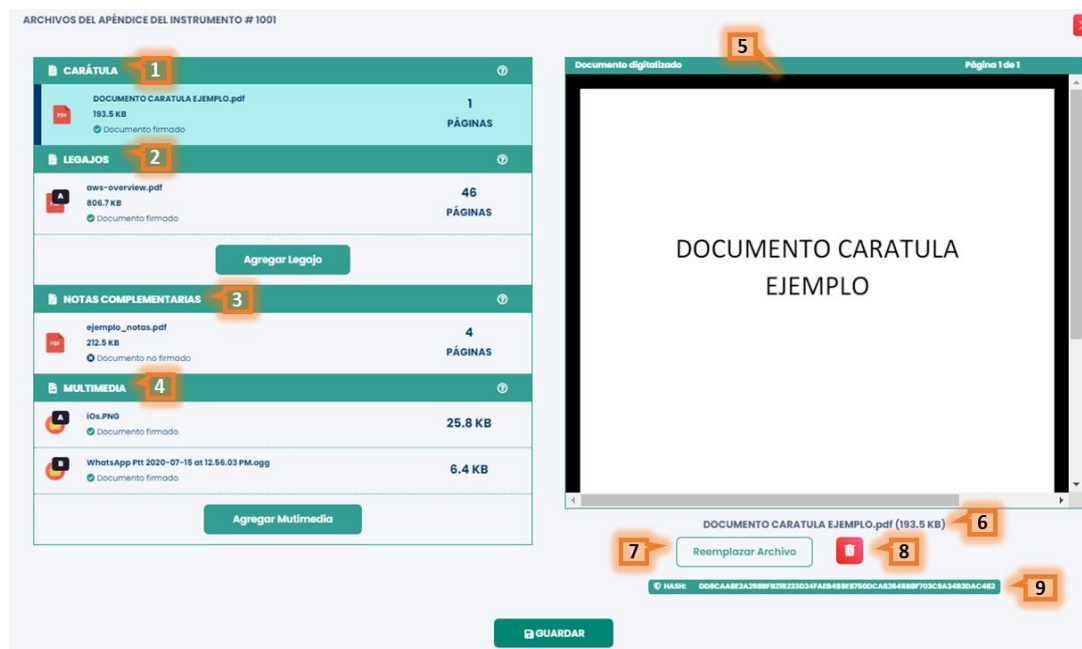 ARCHIVOS DEL APÉNDICE DEL INSTRUMENTO # 1001
CARÁTULA
1
DOCUMENTO CARATULA EJEMPLO.pdf
193.5 KB
Documento firmado
1
PÁGINAS
LEGAJOS
2
A
PDF
aws-overview.pdf
806.7 KB
Documento firmado
46
PÁGINAS
Agregar Legajo
NOTAS COMPLEMENTARIAS
3
PDF
ejemplo_notas.pdf
212.5 KB
Documento no firmado
4
PÁGINAS
MULTIMEDIA
4
A
iOs.PNG
Documento firmado
25.8 KB
B
WhatsApp Ptt 2020-07-15 at 12.56.03 PM.ogg
Documento firmado
6.4 KB
Agregar Mutimedia
5
Documento digitalizado
Página 1 de 1
DOCUMENTO CARATULA
EJEMPLO
DOCUMENTO CARATULA EJEMPLO.pdf (193.5 KB)
6
7
Reemplazar Archivo
8
HASH:
9
GUARDAR